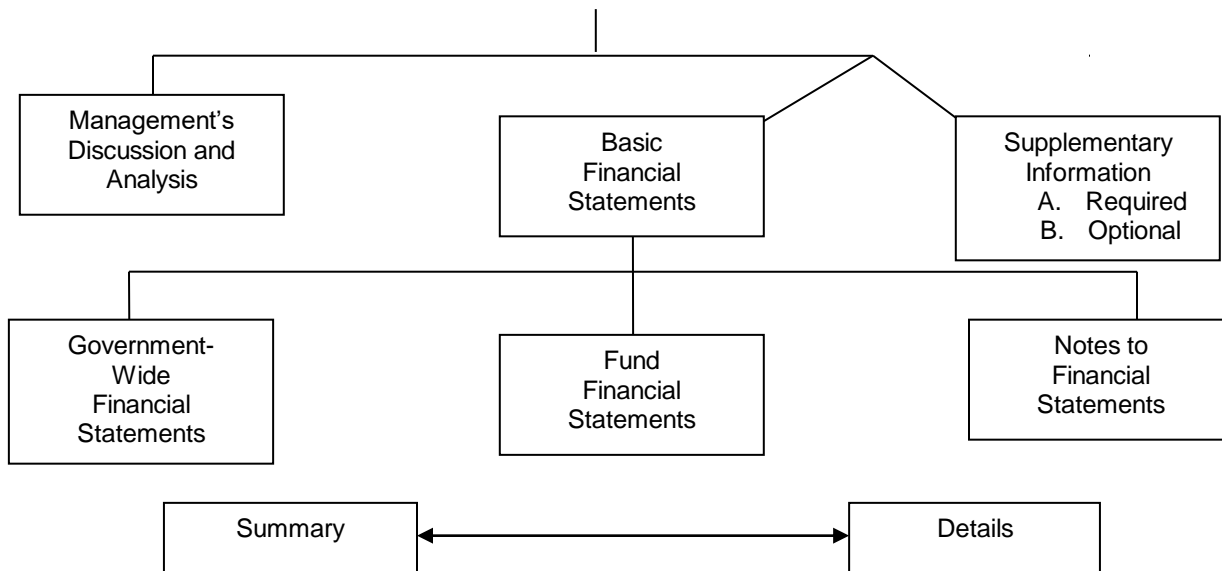 Management’s
Discussion and
Analysis
Basic
Financial
Statements
Supplementary
Information
A. Required
B. Optional
Government-
Wide
Financial
Statements
Fund
Financial
Statements
Notes to
Financial
Statements
Summary
Details